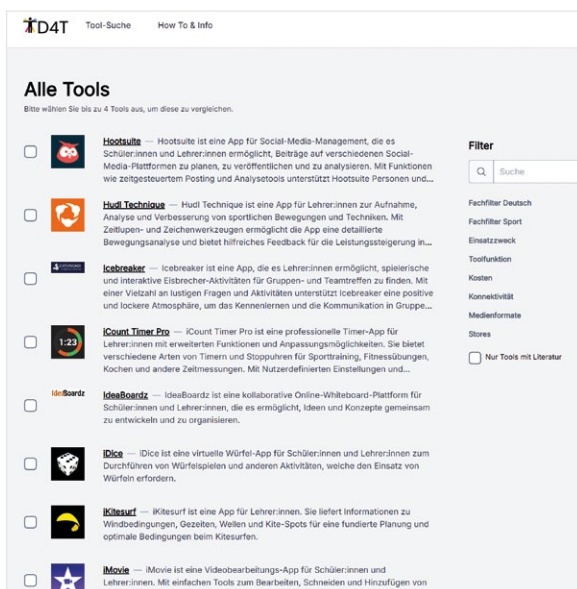 D4T Tool-Suche How To & Info
Alle Tools
Bitte wählen Sie bis zu 4 Tools aus, um diese zu vergleichen.
Hootsuite — Hootsuite ist eine App für Social-Media-Management, die es
Schüler:innen und Lehrer:innen ermöglicht, Beiträge auf verschiedenen Social-
Media-Plattformen zu planen, zu veröffentlichen und zu analysieren. Mit Funktionen
wie zeitgesteuertem Posting und Analysetools unterstützt Hootsuite Personen und...
Hudl Technique — Hudl Technique ist eine App für Lehrer:innen zur Aufnahme,
Analyse und Verbesserung von sportlichen Bewegungen und Techniken. Mit
Zeitlupen- und Zeichenwerkzeugen ermöglicht die App eine detaillierte
Bewegungsanalyse und bietet hilfreiches Feedback für die Leistungssteigerung in...
Icebreaker — Icebreaker ist eine App, die es Lehrer:innen ermöglicht, spielerische
und interaktive Eisbrecher-Aktivitäten für Gruppen- und Teamtreffen zu finden. Mit
einer Vielzahl an lustigen Fragen und Aktivitäten unterstützt Icebreaker eine positive
und lockere Atmosphäre, um das Kennenlernen und die Kommunikation in Gruppe...
1:23
iCount Timer Pro — iCount Timer Pro ist eine professionelle Timer-App für
Lehrer:innen mit erweiterten Funktionen und Anpassungsmöglichkeiten. Sie bietet
verschiedene Arten von Timern und Stoppuhren für Sporttraining, Fitnessübungen,
Kochen und andere Zeitmessungen. Mit Nutzerdefinierten Einstellungen und...
IdeaBoardz
IdeaBoardz — IdeaBoardz ist eine kollaborative Online-Whiteboard-Plattform für
Schüler:innen und Lehrer:innen, die es ermöglicht, Ideen und Konzepte gemeinsam
zu entwickeln und zu organisieren.
iDice — iDice ist eine virtuelle Würfel-App für Schüler:innen und Lehrer:innen zum
Durchführen von Würfelspielen und anderen Aktivitäten, welche den Einsatz von
Würfeln erfordern.
iKitesurf — iKitesurf ist eine App für Lehrer:innen. Sie liefert Informationen zu
Windbedingungen, Gezeiten, Wellen und Kite-Spots für eine fundierte Planung und
optimale Bedingungen beim Kitesurfen.
iMovie — iMovie ist eine Videobearbeitungs-App für Schüler:innen und
Lehrer:innen. Mit einfachen Tools zum Bearbeiten, Schneiden und Hinzufügen von
Filter
Suche
Fachfilter Deutsch
Fachfilter Sport
Einsatzzweck
Toolfunktion
Kosten
Konnektivität
Medienformate
Stores
Nur Tools mit Literatur